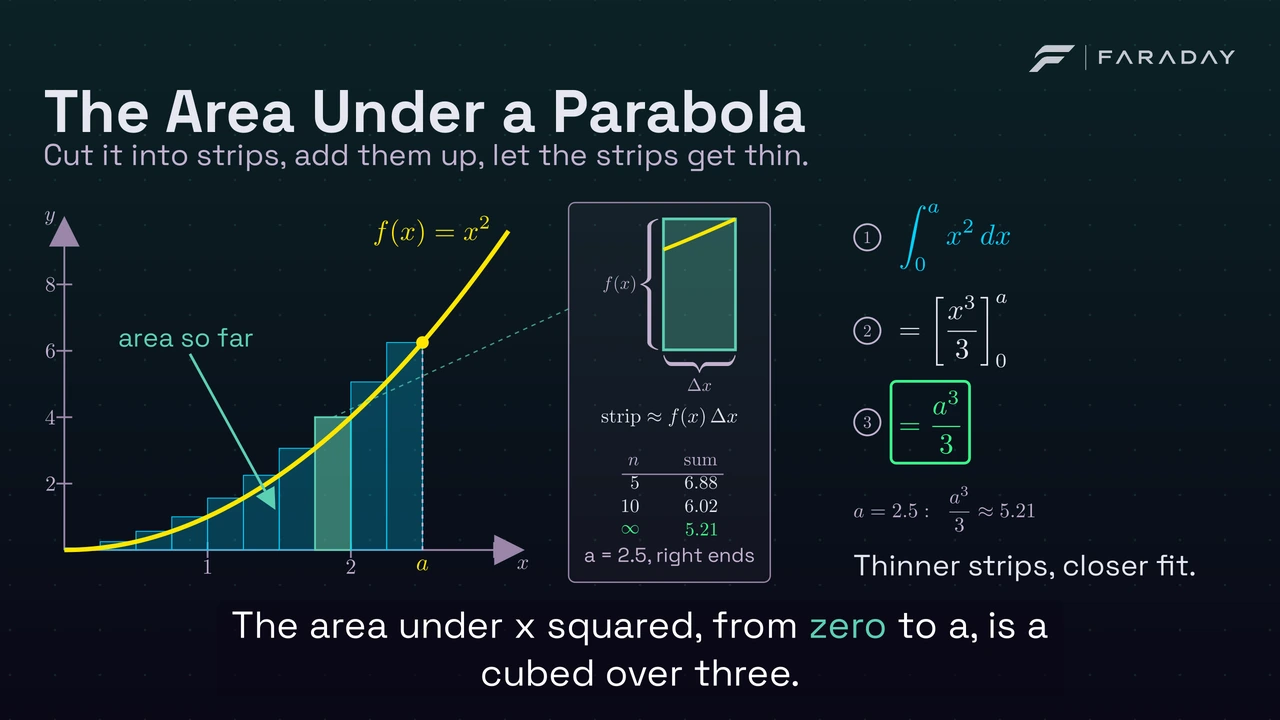 FARADAY
The Area Under a Parabola
Cut it into strips, add them up, let the strips get thin.
y
8
6
4
2
1
2
a
x
f(x) = x²
area so far
f(x)
Δx
strip ≈ f(x) Δx
n sum
5 6.88
10 6.02
∞ 5.21
a = 2.5, right ends
① ∫₀ᵃ x² dx
② = [x³/3]₀ᵃ
③ = a³/3
a = 2.5 : a³/3 ≈ 5.21
Thinner strips, closer fit.
The area under x squared, from zero to a, is a
cubed over three.